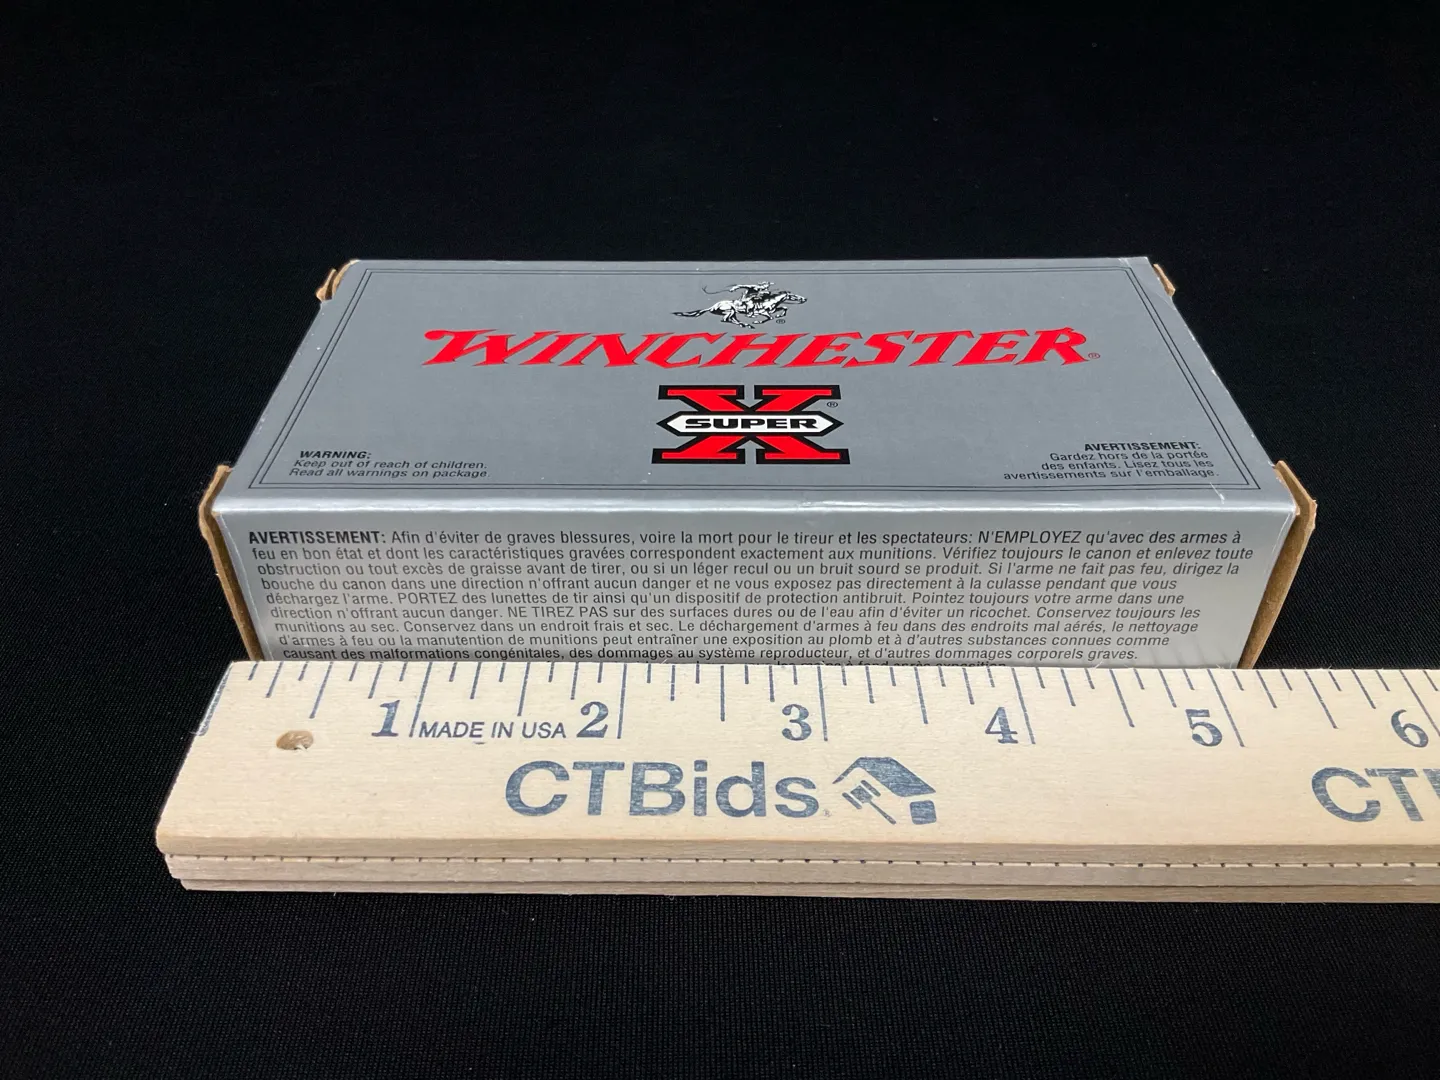 WINCHESTER®
X®
SUPER
WARNING:
Keep out of reach of children.
Read all warnings on package.
AVERTISSEMENT:
Gardez hors de la portée
des enfants. Lisez tous les
avertissements sur l'emballage.
AVERTISSEMENT: Afin d'éviter de graves blessures, voire la mort pour le tireur et les spectateurs: N'EMPLOYEZ qu'avec des armes à
feu en bon état et dont les caractéristiques gravées correspondent exactement aux munitions. Vérifiez toujours le canon et enlevez toute
obstruction ou tout excès de graisse avant de tirer, ou si un léger recul ou un bruit sourd se produit. Si l'arme ne fait pas feu, dirigez la
bouche du canon dans une direction n'offrant aucun danger et ne vous exposez pas directement à la culasse pendant que vous
déchargez l'arme. PORTEZ des lunettes de tir ainsi qu'un dispositif de protection antibruit. Pointez toujours votre arme dans une
direction n'offrant aucun danger. NE TIREZ PAS sur des surfaces dures ou de l'eau afin d'éviter un ricochet. Conservez toujours les
munitions au sec. Conservez dans un endroit frais et sec. Le déchargement d'armes à feu dans des endroits mal aérés, le nettoyage
d'armes à feu ou la manutention de munitions peut entraîner une exposition au plomb et à d'autres substances connues comme
causant des malformations congénitales, des dommages au système reproducteur, et d'autres dommages corporels graves.
1 MADE IN USA 2 3 4 5 6
CTBids CT